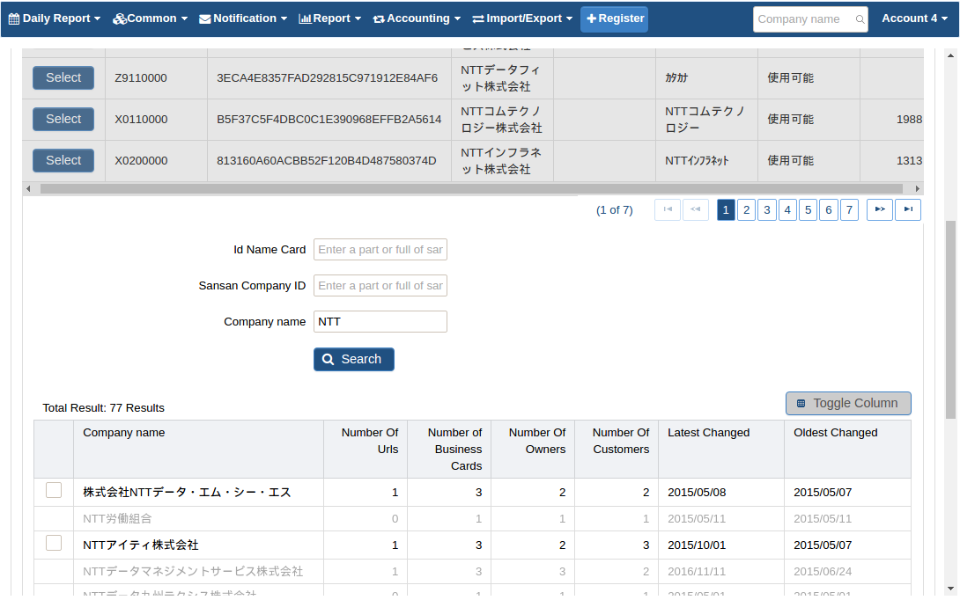 Daily Report Common Notification Report Accounting Import/Export Register Company name Account 4
Select Z9110000 3ECA4E8357FAD292815C971912E84AF6 NTTデータフィット株式会社 ｶﾀｶﾅ 使用可能
Select X0110000 B5F37C5F4DBC0C1E390968EFFB2A5614 NTTコムテクノロジー株式会社 NTTコムテクノロジー 使用可能 1988
Select X0200000 813160A60ACBB52F120B4D487580374D NTTインフラネット株式会社 NTTｲﾝﾌﾗﾈｯﾄ 使用可能 1313
(1 of 7) 1 2 3 4 5 6 7
Id Name Card Enter a part or full of sar
Sansan Company ID Enter a part or full of sar
Company name NTT
Search
Toggle Column
Total Result: 77 Results
Company name Number Of Urls Number of Business Cards Number Of Owners Number Of Customers Latest Changed Oldest Changed
株式会社NTTデータ・エム・シー・エス 1 3 2 2 2015/05/08 2015/05/07
NTT労働組合 0 1 1 1 2015/05/11 2015/05/11
NTTアイティ株式会社 1 3 2 3 2015/10/01 2015/05/07
NTTデータマネジメントサービス株式会社 1 3 3 2 2016/11/11 2015/06/24